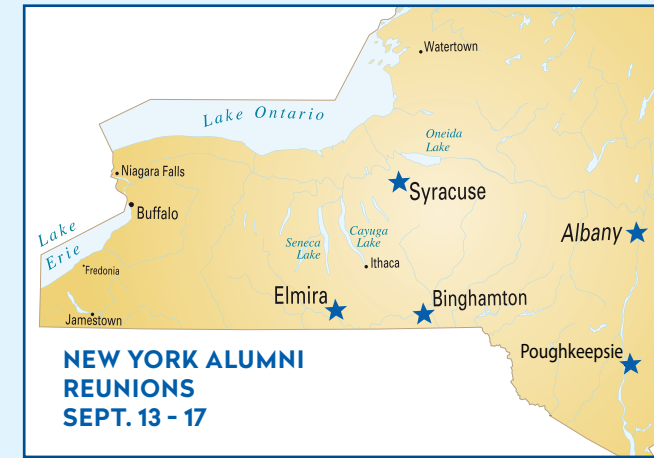 Watertown
Lake Ontario
Oneida
Lake
Niagara Falls
Syracuse
Buffalo
Lake
Erie
Seneca
Lake
Cayuga
Lake
Albany
Ithaca
Fredonia
Elmira
Binghamton
Jamestown
Poughkeepsie
NEW YORK ALUMNI
REUNIONS
SEPT. 13 - 17